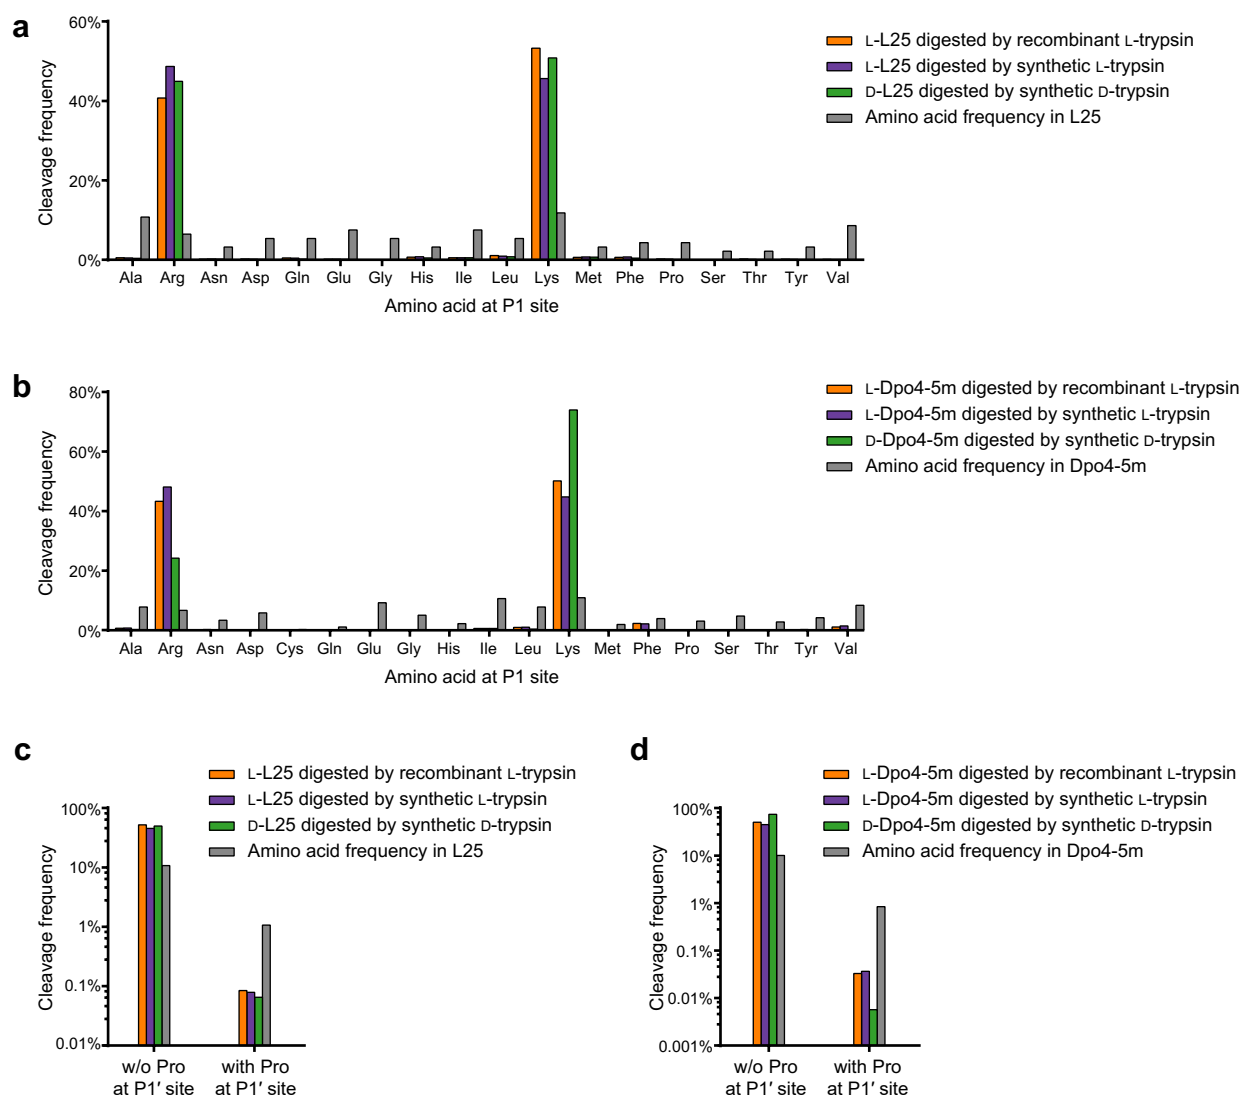 a
60%
40%
20%
0%
Cleavage frequency
Ala Arg Asn Asp Gln Glu Gly His Ile Leu Lys Met Phe Pro Ser Thr Tyr Val
Amino acid at P1 site
L-L25 digested by recombinant L-trypsin
L-L25 digested by synthetic L-trypsin
D-L25 digested by synthetic D-trypsin
Amino acid frequency in L25
b
80%
60%
40%
20%
0%
Cleavage frequency
Ala Arg Asn Asp Cys Gln Glu Gly His Ile Leu Lys Met Phe Pro Ser Thr Tyr Val
Amino acid at P1 site
L-Dpo4-5m digested by recombinant L-trypsin
L-Dpo4-5m digested by synthetic L-trypsin
D-Dpo4-5m digested by synthetic D-trypsin
Amino acid frequency in Dpo4-5m
c
L-L25 digested by recombinant L-trypsin
L-L25 digested by synthetic L-trypsin
D-L25 digested by synthetic D-trypsin
Amino acid frequency in L25
100%
10%
1%
0.1%
0.01%
Cleavage frequency
w/o Pro
at P1′ site
with Pro
at P1′ site
d
L-Dpo4-5m digested by recombinant L-trypsin
L-Dpo4-5m digested by synthetic L-trypsin
D-Dpo4-5m digested by synthetic D-trypsin
Amino acid frequency in Dpo4-5m
100%
10%
1%
0.1%
0.01%
0.001%
Cleavage frequency
w/o Pro
at P1′ site
with Pro
at P1′ site